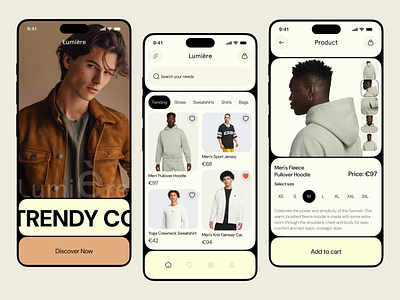 9:41
Lumière
Lumière
TRENDY CO
Discover Now
9:41
Lumière
Search your needs
Trending Shoes Sweatshirts Shirts Bags
Men Pullover Hoodie
€97
Men's Sport Jersey
€68
Yoga Crewneck Sweatshirt
€42
Men's Knit Fairway Car..
€94
9:41
Product
Men's Fleece
Pullover Hoodie
Price: €97
Select size
XS S M L XL XXL 3XL
Celebrate the power and simplicity of the Swoosh. This
warm, brushed fleece hoodie is made with some extra
room through the shoulders, chest and body for easy
comfort and laid-back, nostalgic style.
Add to cart